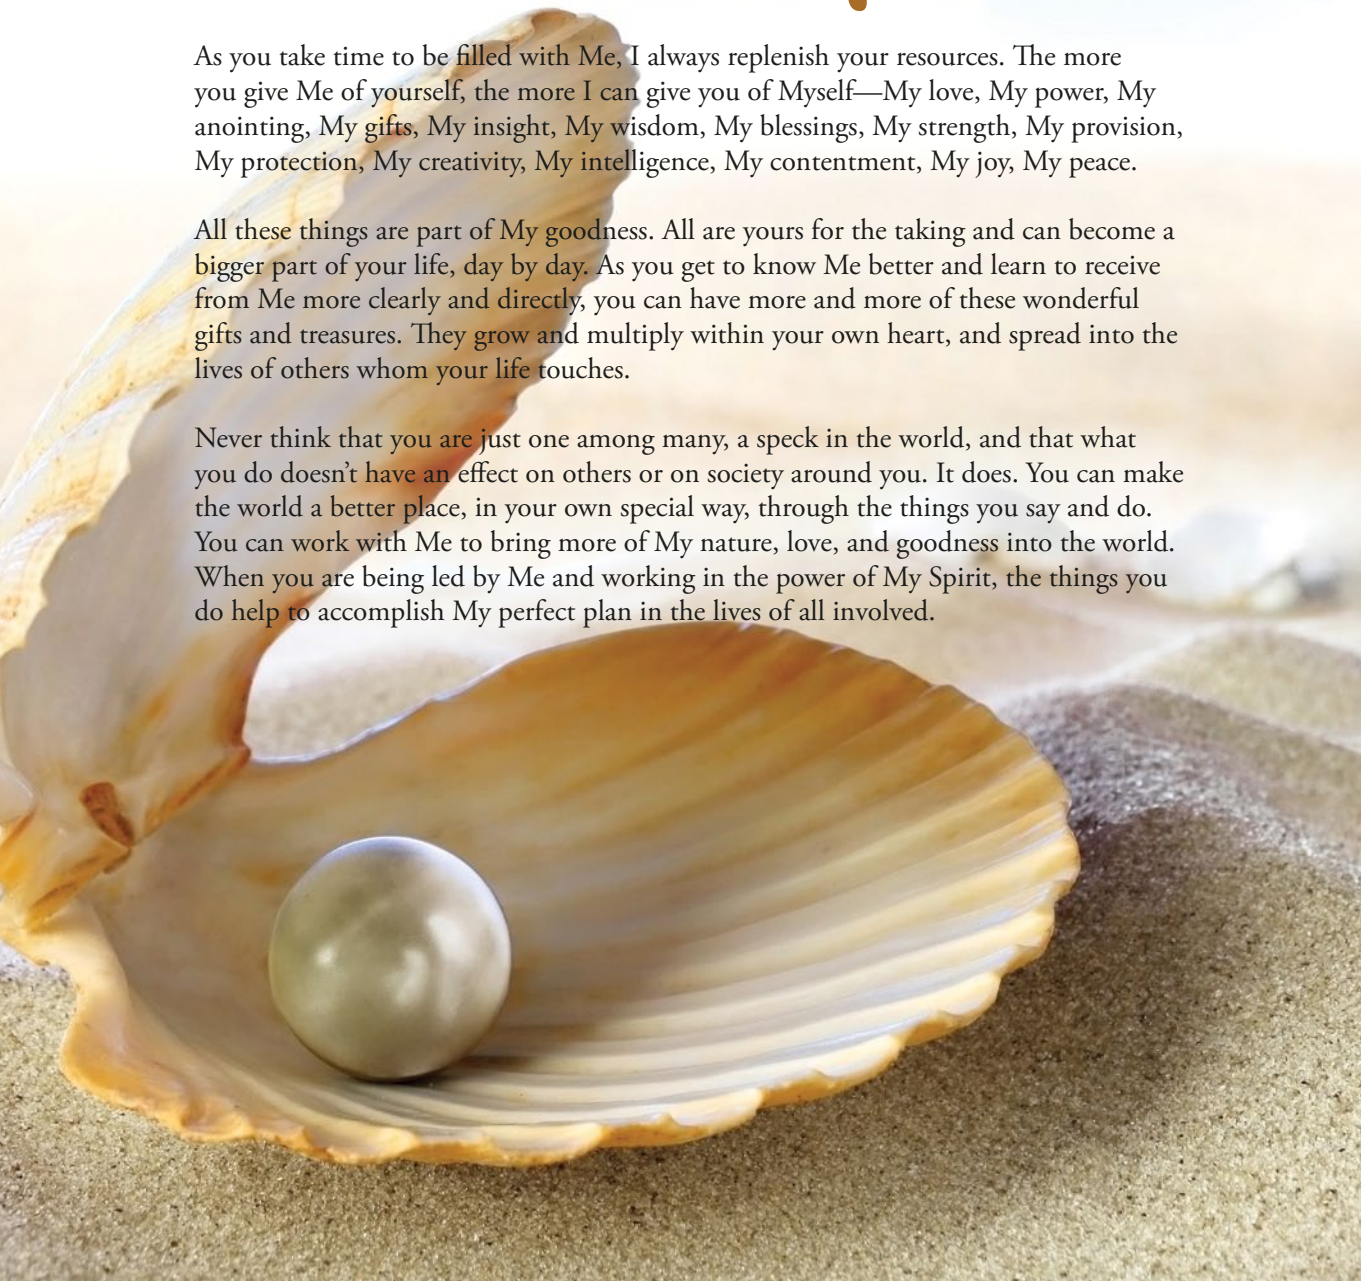 As you take time to be filled with Me, I always replenish your resources. The more
you give Me of yourself, the more I can give you of Myself—My love, My power, My
anointing, My gifts, My insight, My wisdom, My blessings, My strength, My provision,
My protection, My creativity, My intelligence, My contentment, My joy, My peace.
All these things are part of My goodness. All are yours for the taking and can become a
bigger part of your life, day by day. As you get to know Me better and learn to receive
from Me more clearly and directly, you can have more and more of these wonderful
gifts and treasures. They grow and multiply within your own heart, and spread into the
lives of others whom your life touches.
Never think that you are just one among many, a speck in the world, and that what
you do doesn’t have an effect on others or on society around you. It does. You can make
the world a better place, in your own special way, through the things you say and do.
You can work with Me to bring more of My nature, love, and goodness into the world.
When you are being led by Me and working in the power of My Spirit, the things you
do help to accomplish My perfect plan in the lives of all involved.